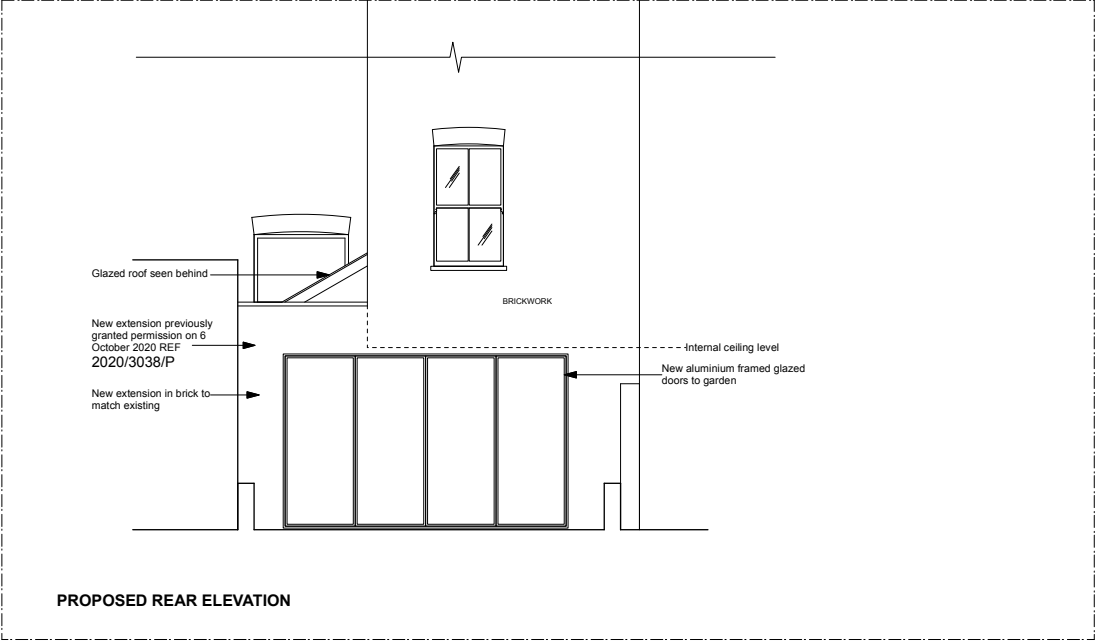 Glazed roof seen behind
BRICKWORK
New extension previously
granted permission on 6
October 2020 REF
2020/3038/P
Internal ceiling level
New aluminium framed glazed
doors to garden
New extension in brick to
match existing
PROPOSED REAR ELEVATION